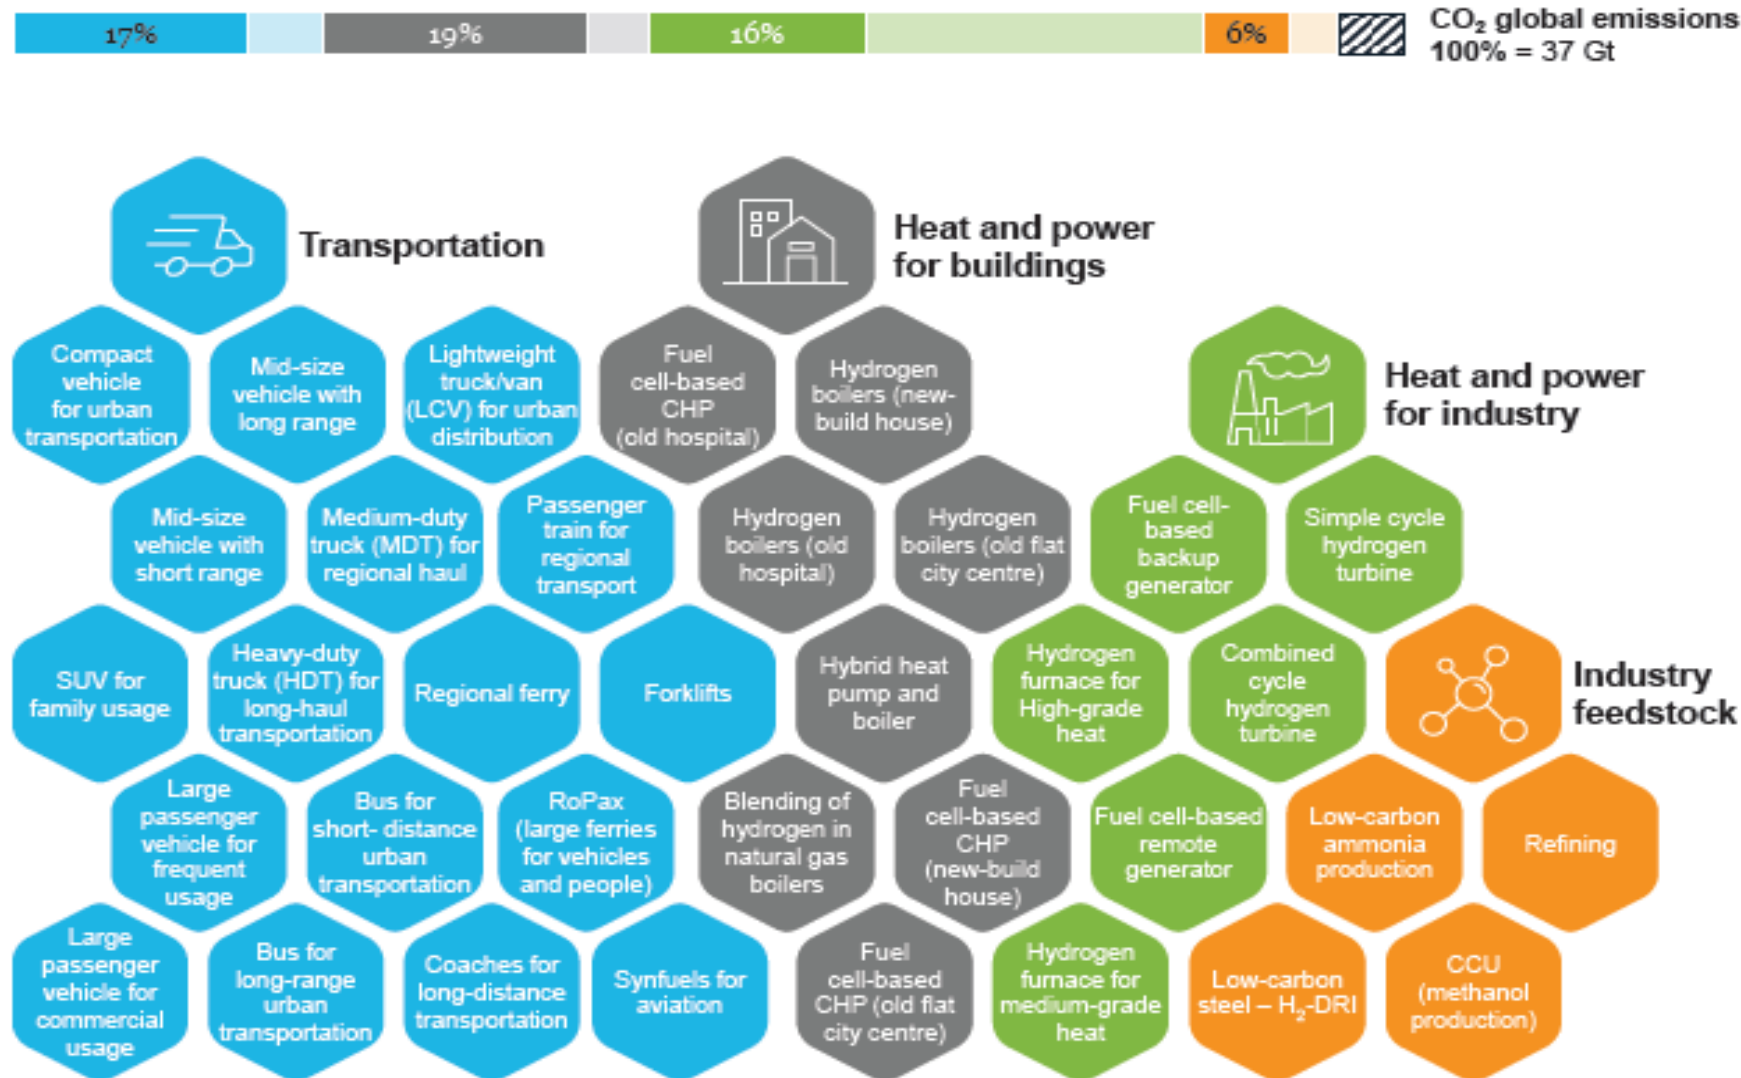 17%
19%
16%
6%
CO₂ global emissions
100% = 37 Gt
Transportation
Heat and power
for buildings
Compact
vehicle
for urban
transportation
Mid-size
vehicle with
long range
Lightweight
truck/van
(LCV) for urban
distribution
Fuel
cell-based
CHP
(old hospital)
Hydrogen
boilers (new-
build house)
Heat and power
for industry
Mid-size
vehicle with
short range
Medium-duty
truck (MDT) for
regional haul
Passenger
train for
regional
transport
Hydrogen
boilers (old
hospital)
Hydrogen
boilers (old flat
city centre)
Fuel cell-
based
backup
generator
Simple cycle
hydrogen
turbine
SUV for
family usage
Heavy-duty
truck (HDT) for
long-haul
transportation
Regional ferry
Forklifts
Hybrid heat
pump and
boiler
Hydrogen
furnace for
High-grade
heat
Combined
cycle
hydrogen
turbine
Industry
feedstock
Large
passenger
vehicle for
frequent
usage
Bus for
short- distance
urban
transportation
RoPax
(large ferries
for vehicles
and people)
Blending of
hydrogen in
natural gas
boilers
Fuel
cell-based
CHP
(new-build
house)
Fuel cell-based
remote
generator
Low-carbon
ammonia
production
Refining
Large
passenger
vehicle for
commercial
usage
Bus for
long-range
urban
transportation
Coaches for
long-distance
transportation
Synfuels for
aviation
Fuel
cell-based
CHP (old flat
city centre)
Hydrogen
furnace for
medium-grade
heat
Low-carbon
steel – H₂-DRI
CCU
(methanol
production)